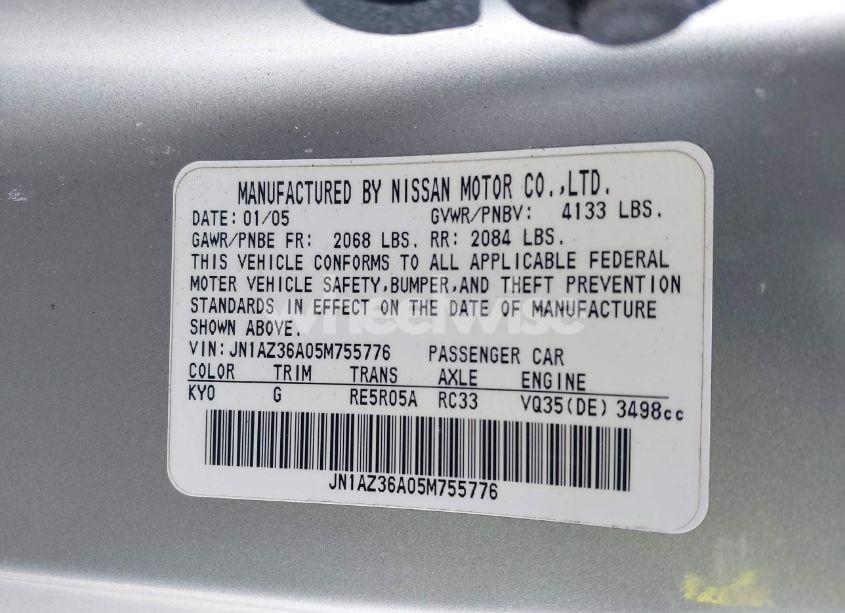 MANUFACTURED BY NISSAN MOTOR CO.,LTD.
DATE: 01/05 GVWR/PNBV: 4133 LBS.
GAWR/PNBE FR: 2068 LBS. RR: 2084 LBS.
THIS VEHICLE CONFORMS TO ALL APPLICABLE FEDERAL
MOTOR VEHICLE SAFETY,BUMPER,AND THEFT PREVENTION
STANDARDS IN EFFECT ON THE DATE OF MANUFACTURE
SHOWN ABOVE.
wheelwise
VIN:JN1AZ36A05M755776 PASSENGER CAR
COLOR TRIM TRANS AXLE ENGINE
KY0 G RE5R05A RC33 VQ35(DE) 3498cc
JN1AZ36A05M755776